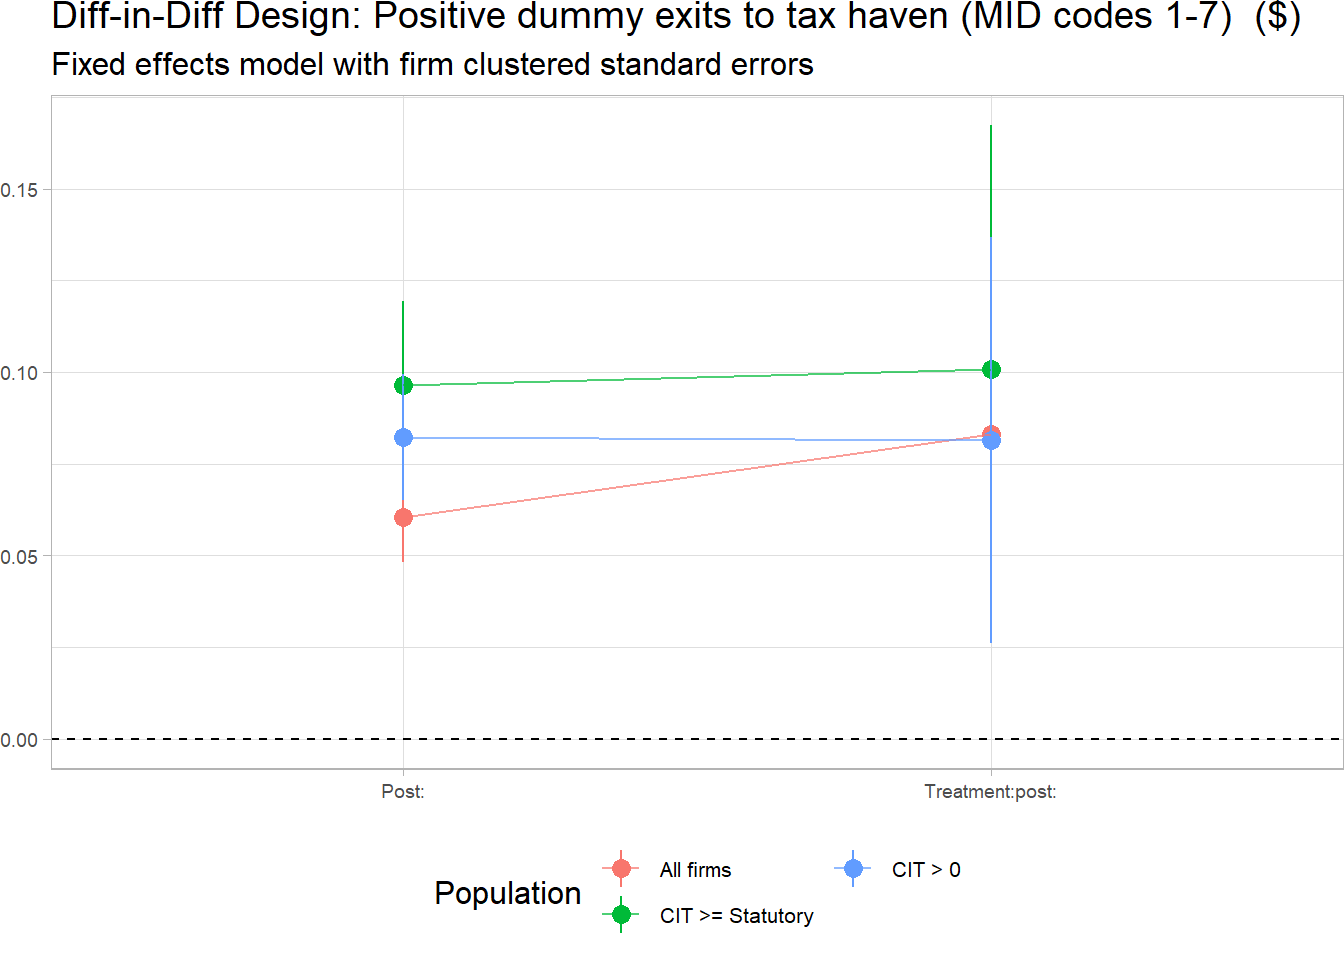 Diff-in-Diff Design: Positive dummy exits to tax haven (MID codes 1-7)  ($)
Fixed effects model with firm clustered standard errors
0.15
0.10
0.05
0.00
Post:
Treatment:post:
Population
All firms
CIT > 0
CIT >= Statutory